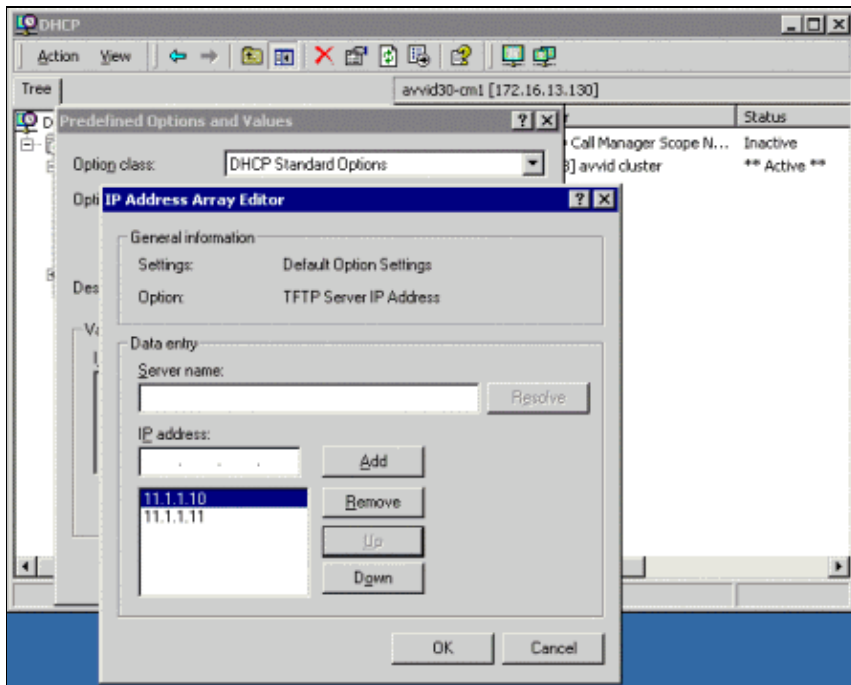 DHCP
Action View
Tree
avvid30-cm1 [172.16.13.130]
Predefined Options and Values
Status
Call Manager Scope N... Inactive
avvid cluster ** Active **
Option class: DHCP Standard Options
IP Address Array Editor
General information
Settings: Default Option Settings
Option: TFTP Server IP Address
Data entry
Server name:
Resolve
IP address:
. . .
Add
11.1.1.10
11.1.1.11
Remove
Up
Down
OK Cancel